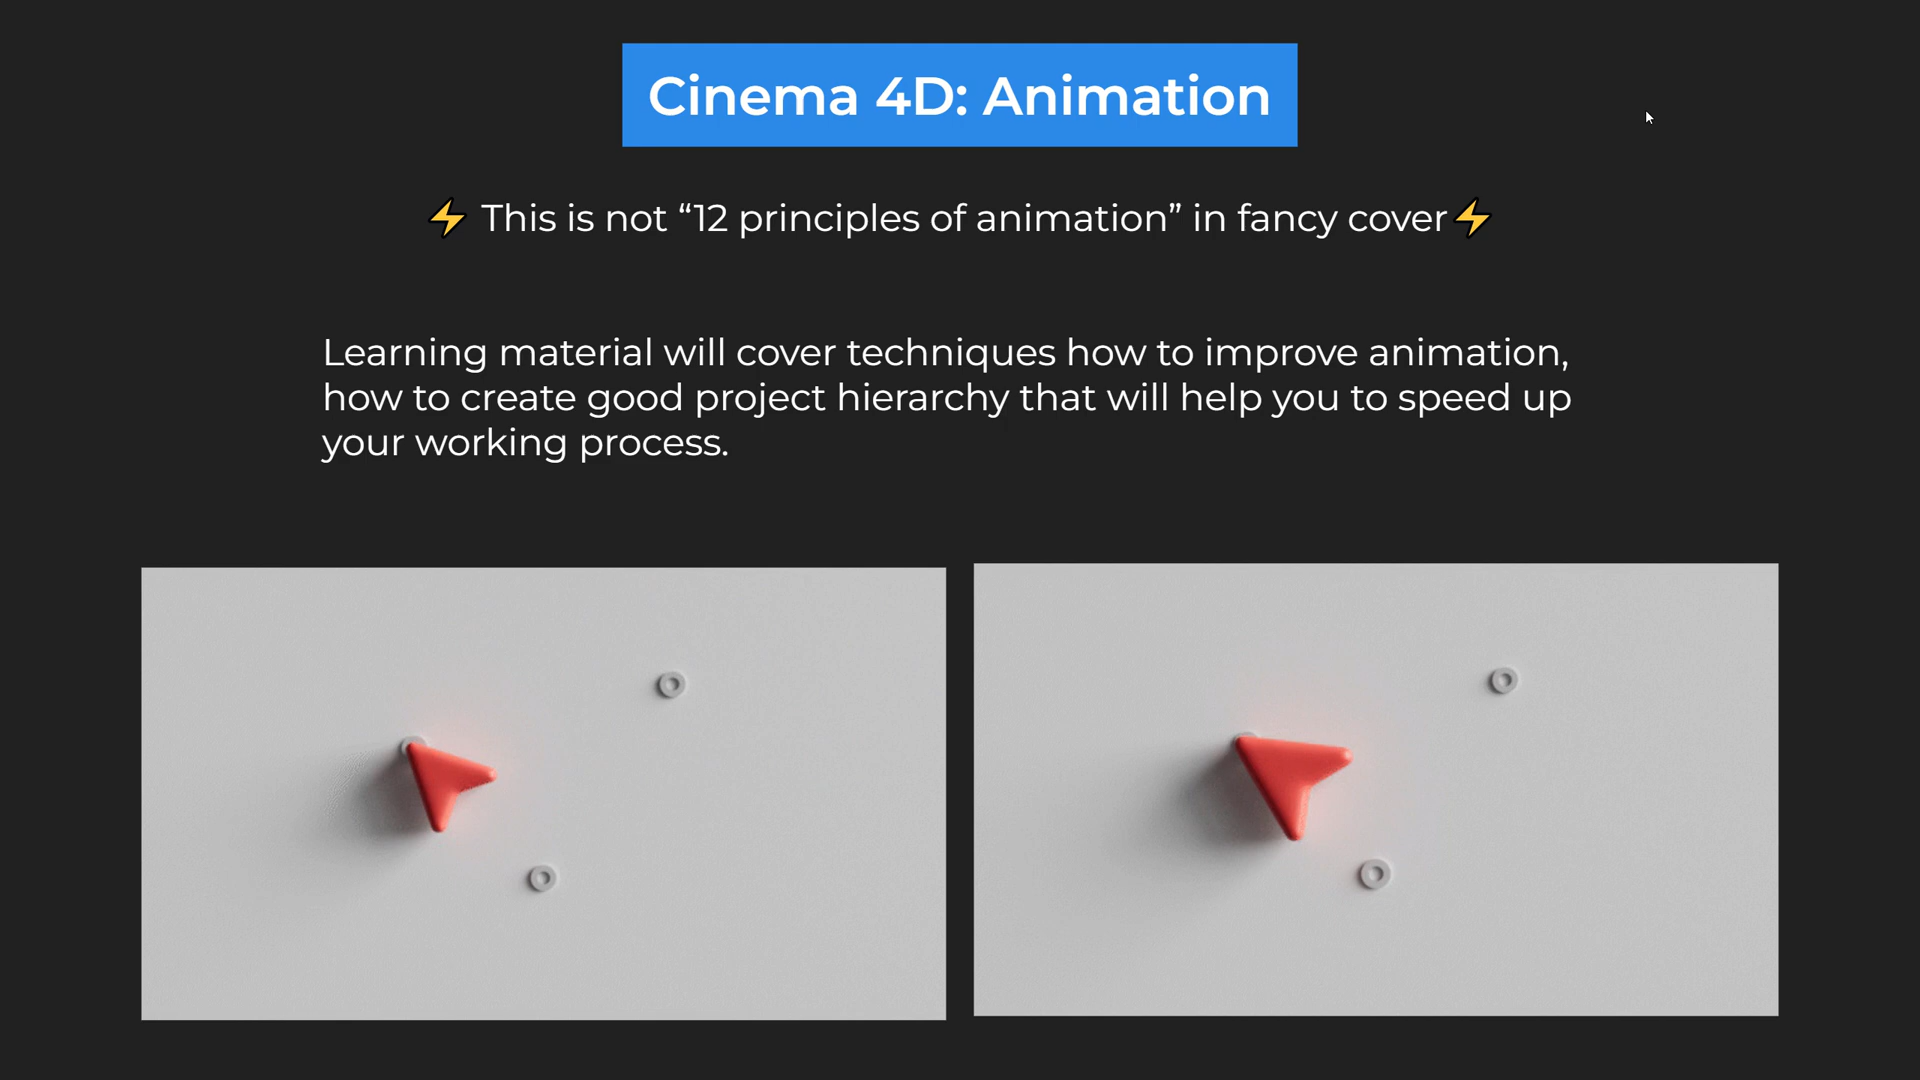 Cinema 4D: Animation
⚡ This is not “12 principles of animation” in fancy cover⚡
Learning material will cover techniques how to improve animation,
how to create good project hierarchy that will help you to speed up
your working process.